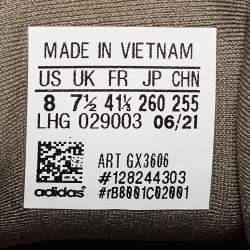 MADE IN VIETNAM
US UK FR JP CHN
8 7½ 41⅓ 260 255
LHG 029003 06/21
ART GX3606
#128244303
#rB8001C02001
adidas